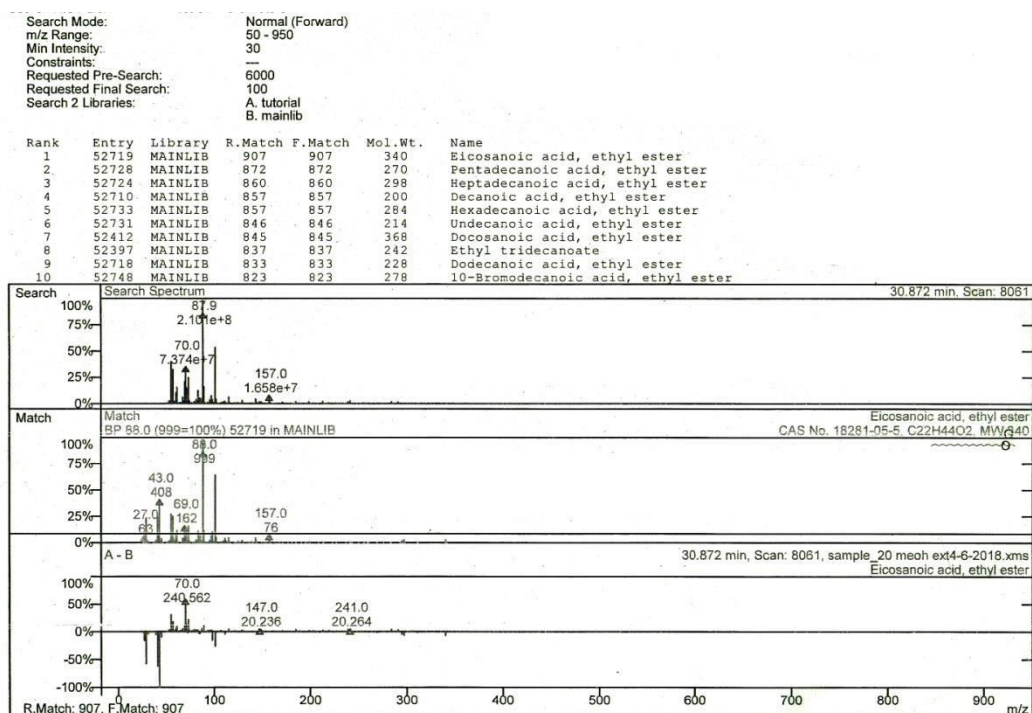 Search Mode: Normal (Forward)
m/z Range: 50 - 950
Min Intensity: 30
Constraints: ---
Requested Pre-Search: 6000
Requested Final Search: 100
Search 2 Libraries: A. tutorial
B. mainlib
Rank Entry Library R.Match F.Match Mol.Wt. Name
1 52719 MAINLIB 907 907 340 Eicosanoic acid, ethyl ester
2 52728 MAINLIB 872 872 270 Pentadecanoic acid, ethyl ester
3 52724 MAINLIB 860 860 298 Heptadecanoic acid, ethyl ester
4 52710 MAINLIB 857 857 200 Decanoic acid, ethyl ester
5 52733 MAINLIB 857 857 284 Hexadecanoic acid, ethyl ester
6 52731 MAINLIB 846 846 214 Undecanoic acid, ethyl ester
7 52412 MAINLIB 845 845 368 Docosanoic acid, ethyl ester
8 52397 MAINLIB 837 837 242 Ethyl tridecanoate
9 52718 MAINLIB 833 833 228 Dodecanoic acid, ethyl ester
10 52748 MAINLIB 823 823 278 10-Bromodecanoic acid, ethyl ester
Search Search Spectrum 30.872 min, Scan: 8061
100% 87.9
2.101e+8
75%
70.0
50% 7.374e+7
157.0
25% 1.658e+7
0%
Match Match Eicosanoic acid, ethyl ester
BP 88.0 (999=100%) 52719 in MAINLIB CAS No. 18281-05-5, C22H44O2, MW 340
100% 88.0
999
75%
43.0
50% 408
27.0 69.0 157.0
25% 63 162 76
0%
A - B 30.872 min, Scan: 8061, sample_20 meoh ext4-6-2018.xms
Eicosanoic acid, ethyl ester
100% 70.0
240.562
50% 147.0 241.0
20.236 20.264
0%
-50%
-100%
0 100 200 300 400 500 600 700 800 900
R.Match: 907, F.Match: 907 m/z